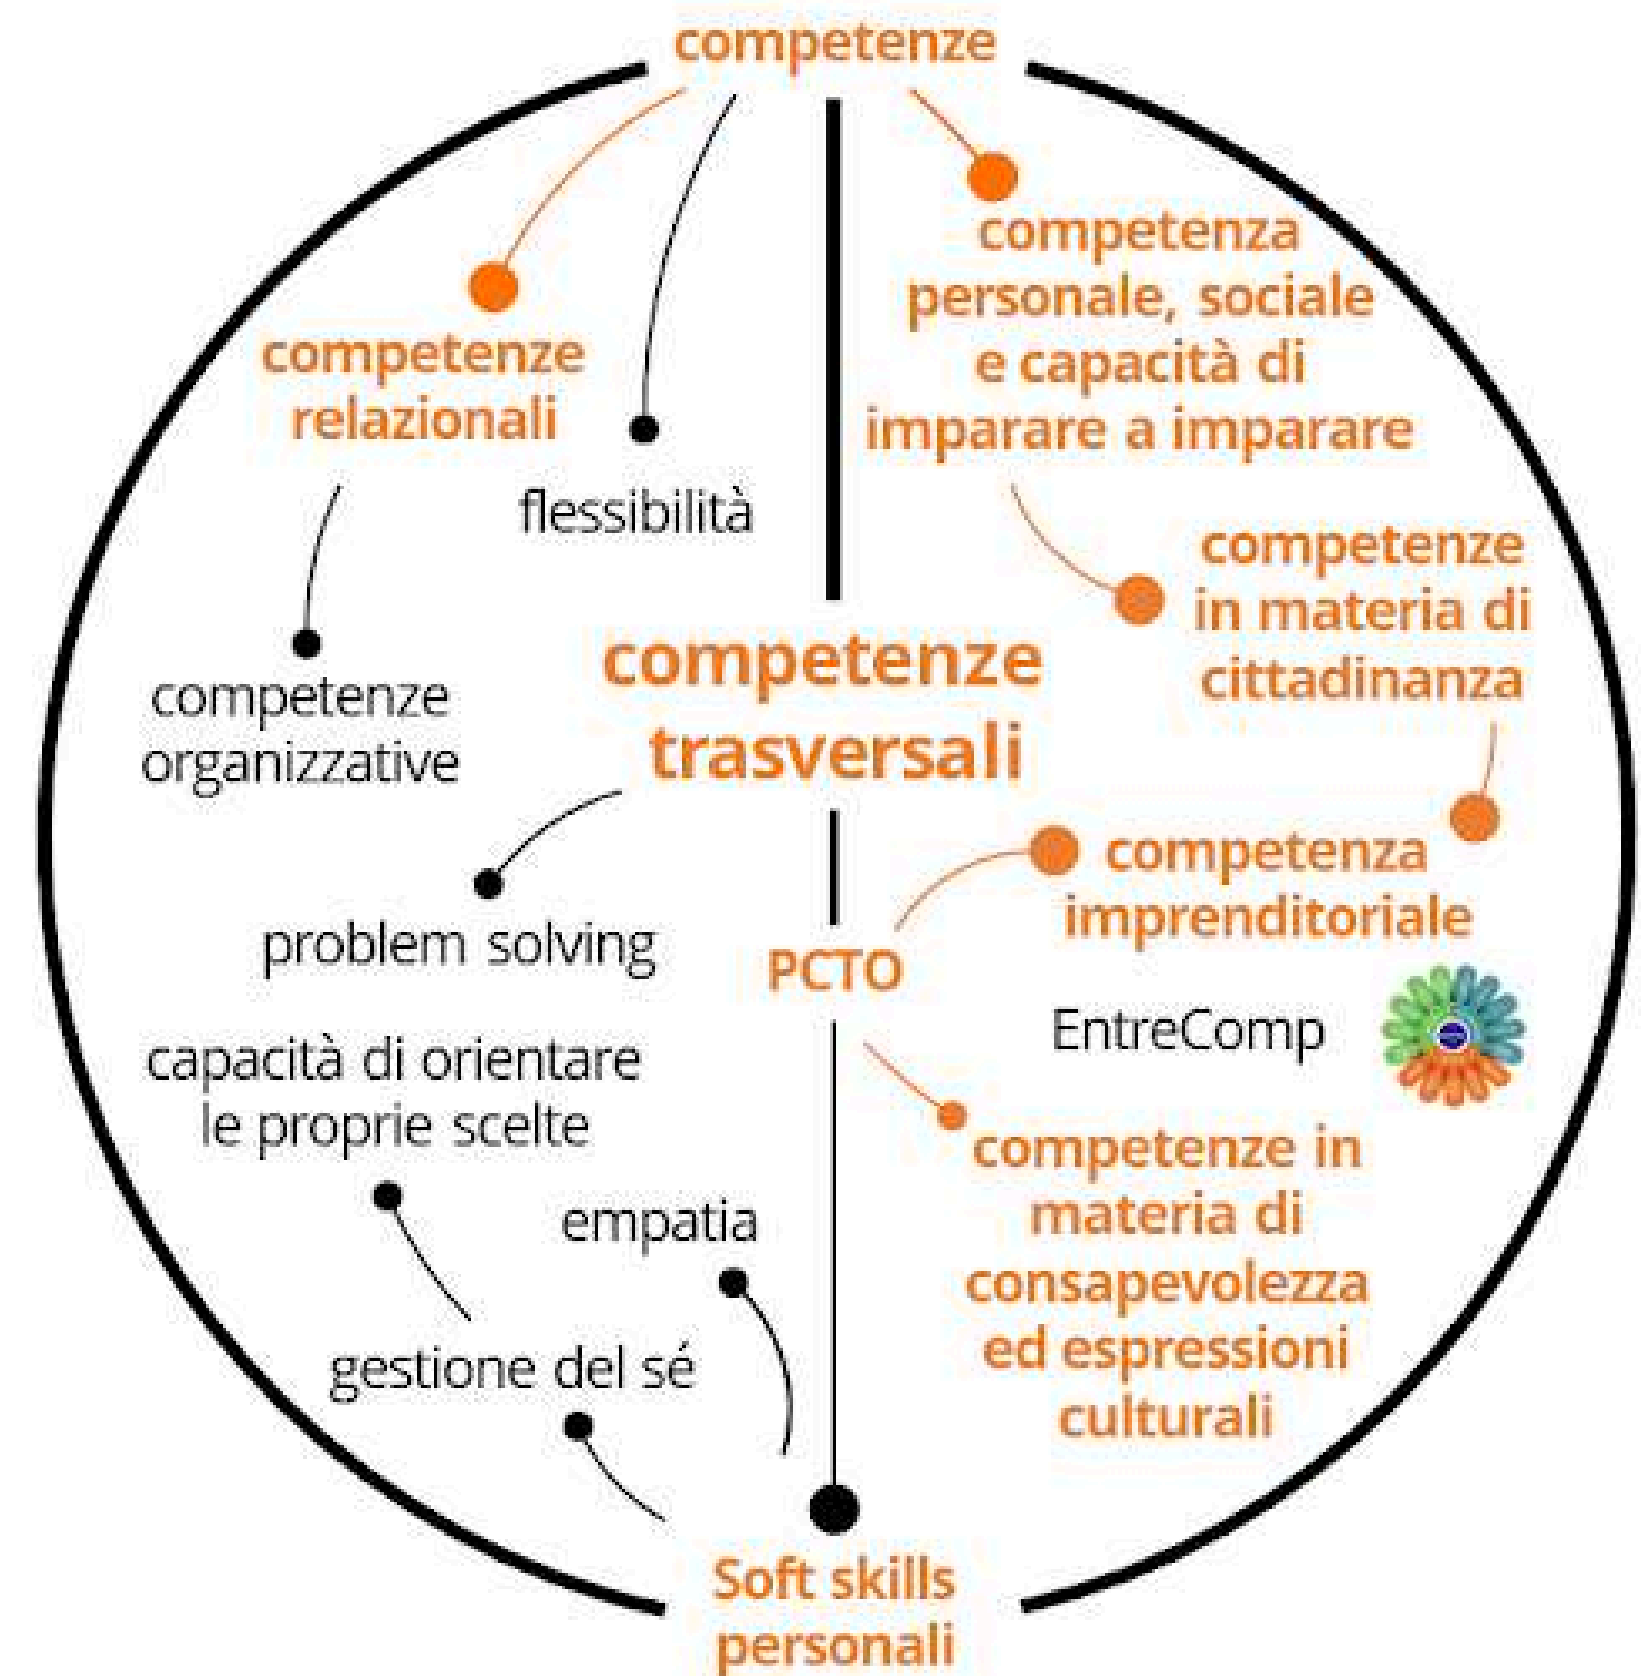 competenze
competenze
relazionali
flessibilità
competenze
organizzative
competenza
personale, sociale
e capacità di
imparare a imparare
competenze
in materia di
cittadinanza
competenze
trasversali
problem solving
capacità di orientare
le proprie scelte
empatia
gestione del sé
PCTO
competenza
imprenditoriale
EntreComp
competenze in
materia di
consapevolezza
ed espressioni
culturali
Soft skills
personali